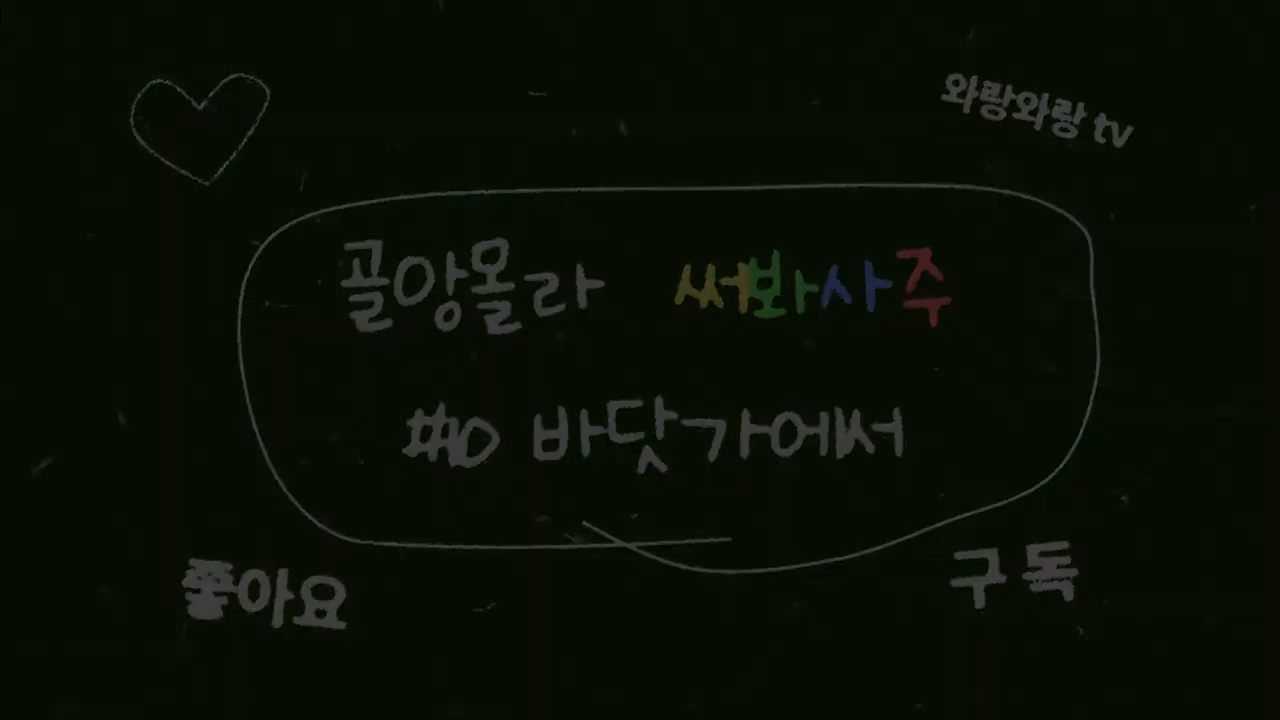 와랑와랑 tv
골앙몰라 써봐사주
#10 바닷가에서
좋아요
구독